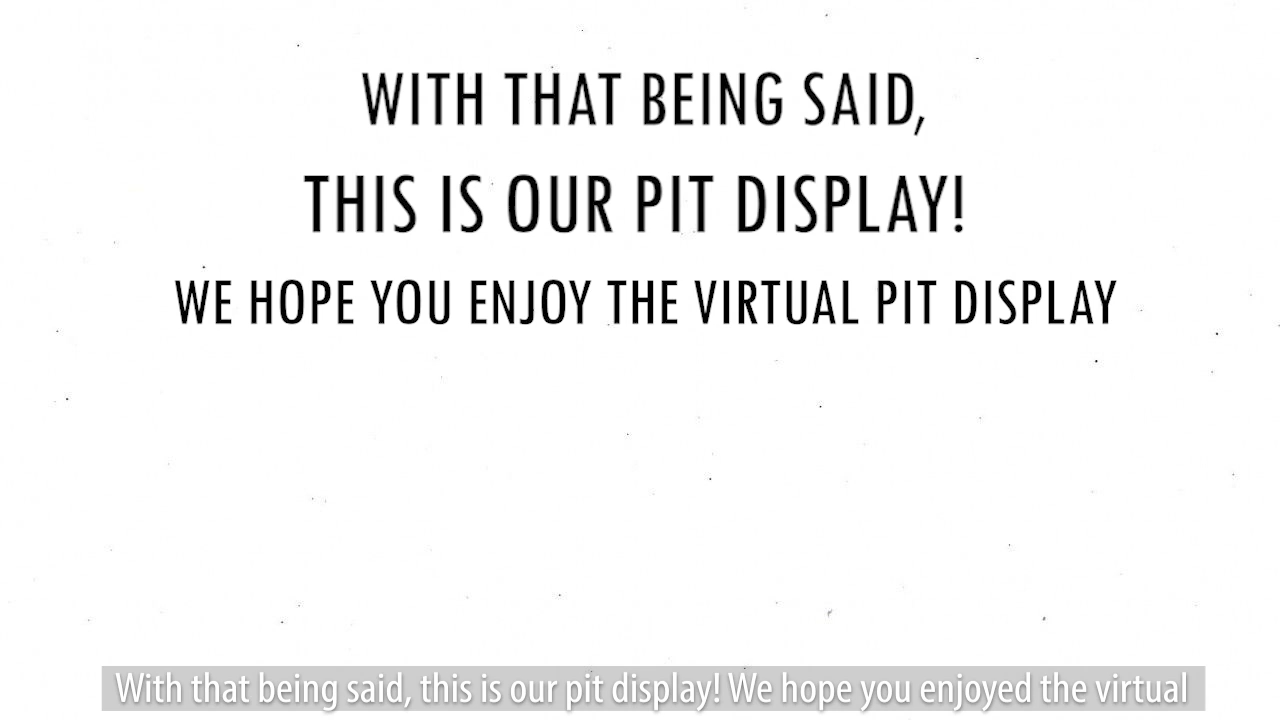 WITH THAT BEING SAID,
THIS IS OUR PIT DISPLAY!
WE HOPE YOU ENJOY THE VIRTUAL PIT DISPLAY
With that being said, this is our pit display! We hope you enjoyed the virtual